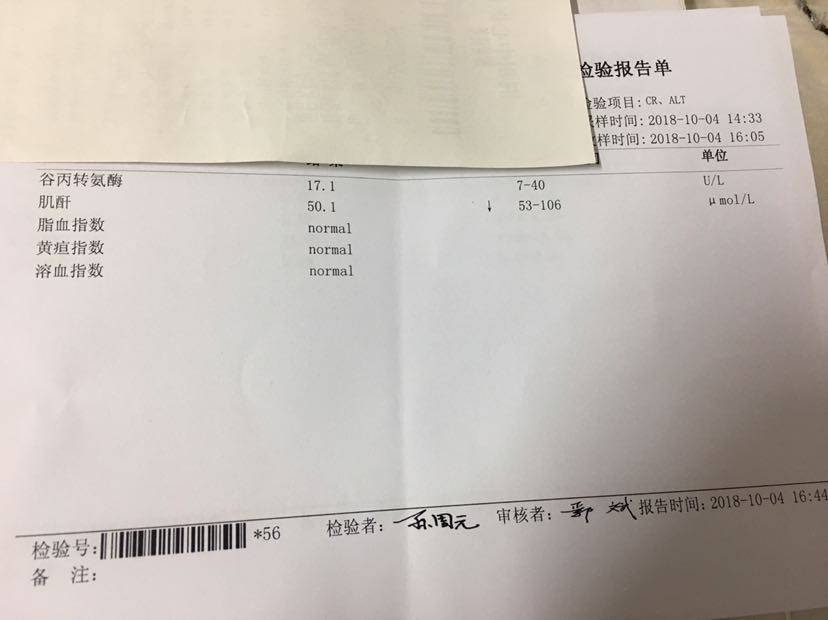 检验报告单
验项目: CR、ALT
样时间: 2018-10-04 14:33
样时间: 2018-10-04 16:05
单位
谷丙转氨酶 17.1 7-40 U/L
肌酐 50.1 ↓ 53-106 μmol/L
脂血指数 normal
黄疸指数 normal
溶血指数 normal
检验号: *56 检验者: 审核者: 报告时间: 2018-10-04 16:44
备 注: